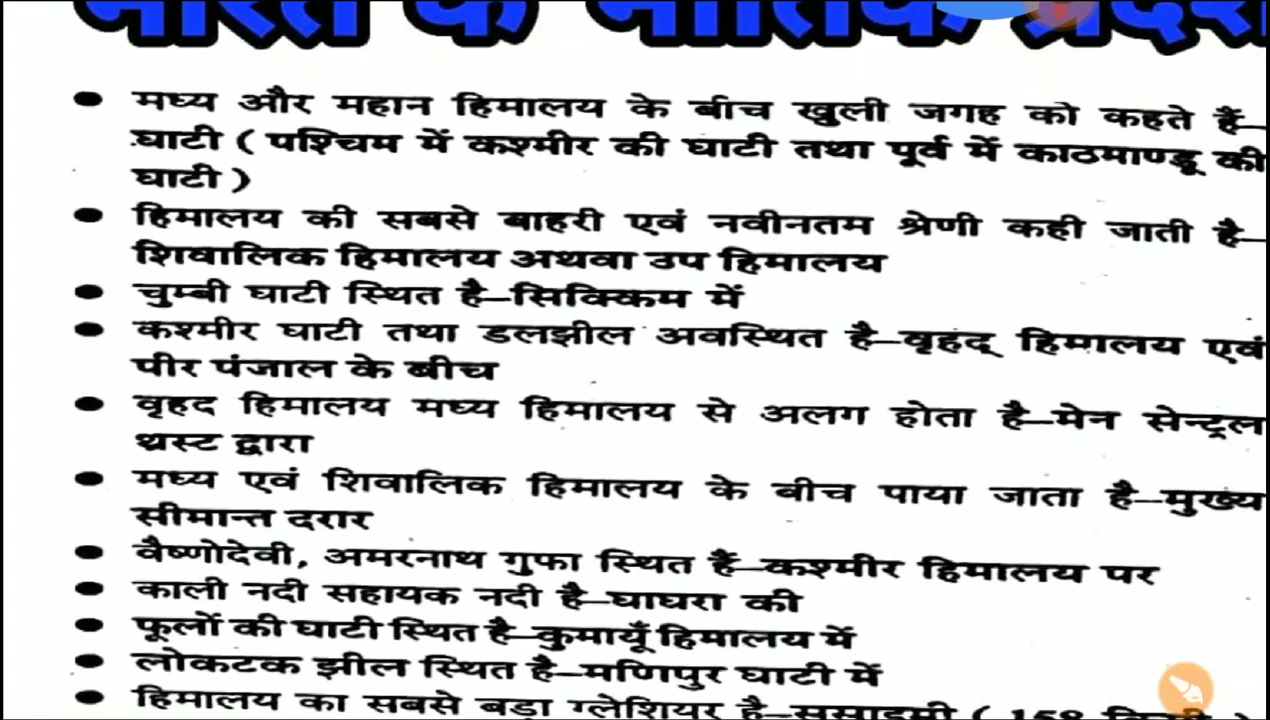 भारत के भौतिक प्रदेश
● मध्य और महान हिमालय के बीच खुली जगह को कहते हैं–
घाटी ( पश्चिम में कश्मीर की घाटी तथा पूर्व में काठमाण्डू की
घाटी )
● हिमालय की सबसे बाहरी एवं नवीनतम श्रेणी कही जाती है–
शिवालिक हिमालय अथवा उप हिमालय
● चुम्बी घाटी स्थित है–सिक्किम में
● कश्मीर घाटी तथा डलझील अवस्थित है–वृहद् हिमालय एवं
पीर पंजाल के बीच
● वृहद हिमालय मध्य हिमालय से अलग होता है–मेन सेन्ट्रल
थ्रस्ट द्वारा
● मध्य एवं शिवालिक हिमालय के बीच पाया जाता है–मुख्य
सीमान्त दरार
● वैष्णोदेवी, अमरनाथ गुफा स्थित हैं–कश्मीर हिमालय पर
● काली नदी सहायक नदी है–घाघरा की
● फूलों की घाटी स्थित है–कुमायूँ हिमालय में
● लोकटक झील स्थित है–मणिपुर घाटी में
● हिमालय का सबसे बड़ा ग्लेशियर है–